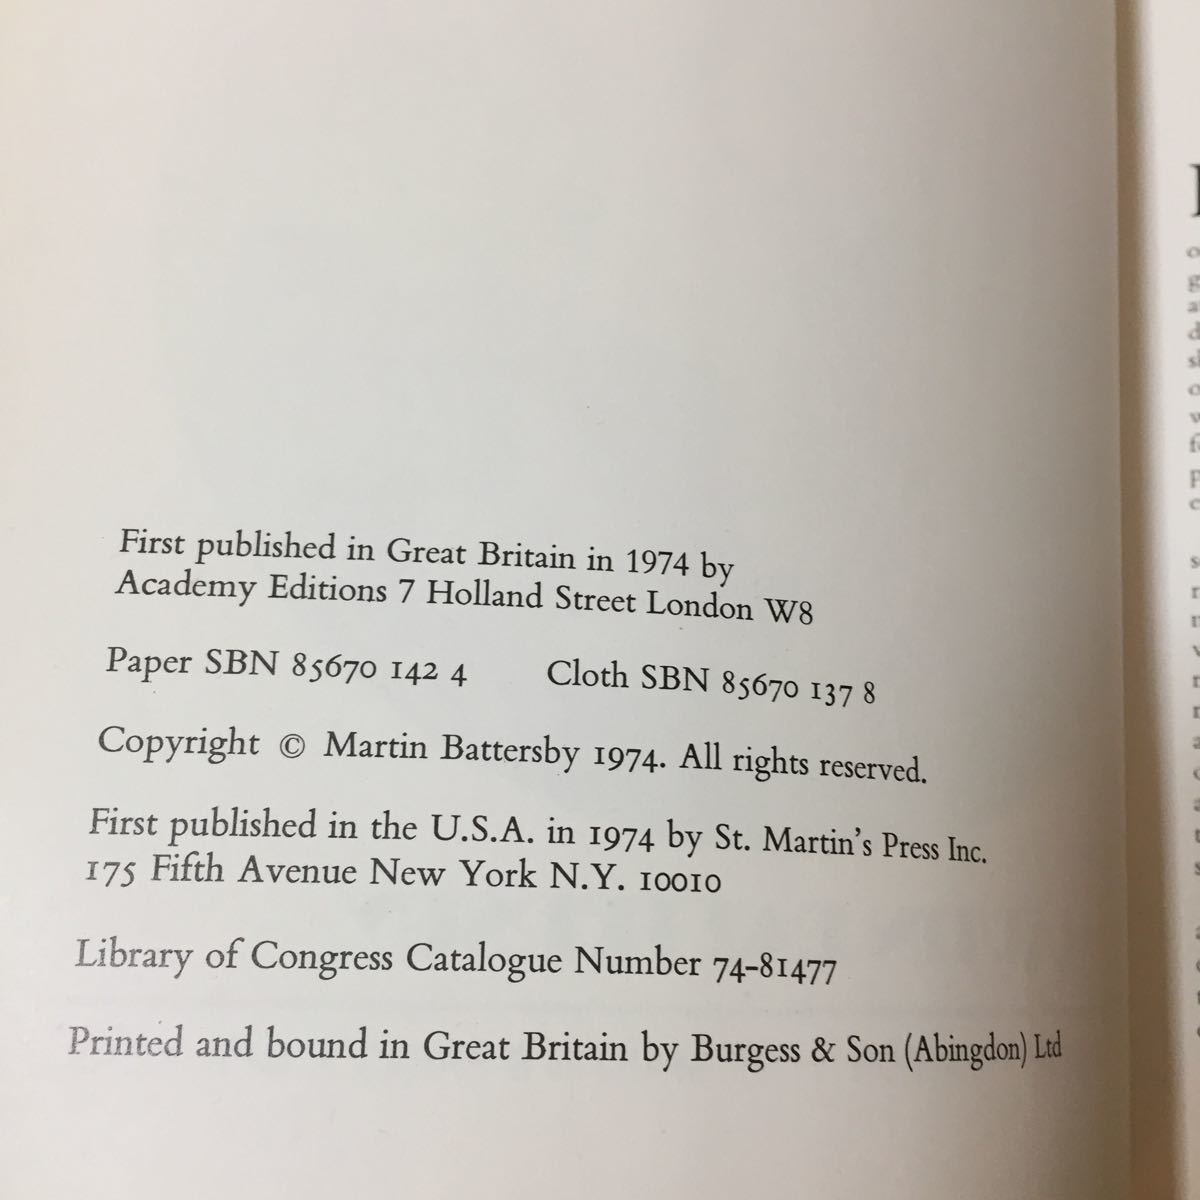 First published in Great Britain in 1974 by
Academy Editions 7 Holland Street London W8
Paper SBN 85670 142 4 Cloth SBN 85670 137 8
Copyright © Martin Battersby 1974. All rights reserved.
First published in the U.S.A. in 1974 by St. Martin's Press Inc.
175 Fifth Avenue New York N.Y. 10010
Library of Congress Catalogue Number 74-81477
Printed and bound in Great Britain by Burgess & Son (Abingdon) Ltd